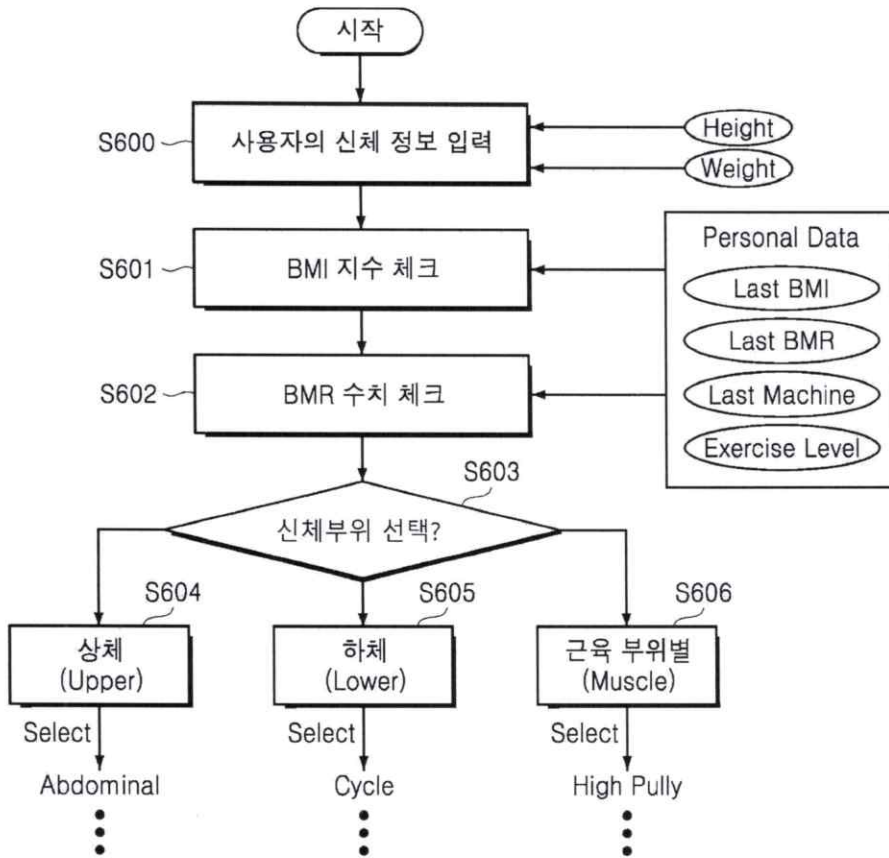 시작
S600
사용자의 신체 정보 입력
Height
Weight
S601
BMI 지수 체크
Personal Data
Last BMI
Last BMR
Last Machine
Exercise Level
S602
BMR 수치 체크
S603
신체부위 선택?
S604
상체
(Upper)
S605
하체
(Lower)
S606
근육 부위별
(Muscle)
Select
Select
Select
Abdominal
Cycle
High Pully